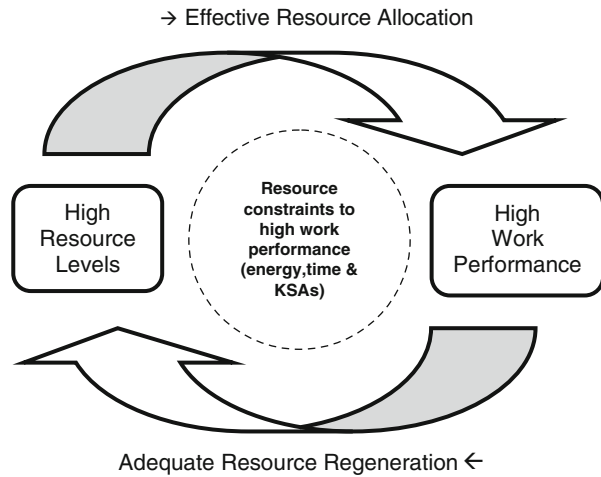 → Effective Resource Allocation
High
Resource
Levels
Resource
constraints to
high work
performance
(energy,time &
KSAs)
High
Work
Performance
Adequate Resource Regeneration ←